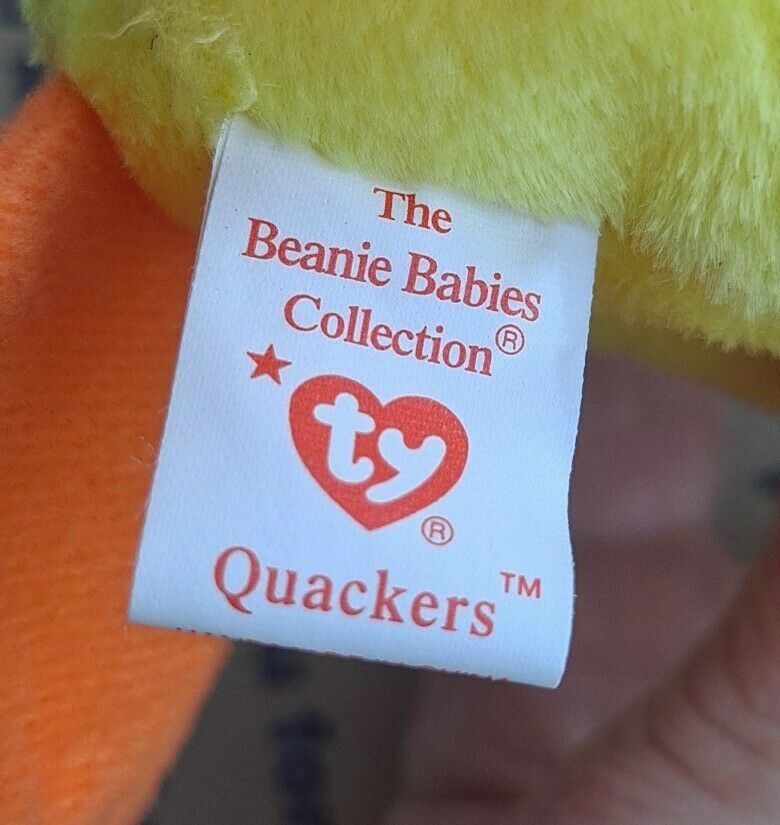 The
Beanie Babies
Collection®
ty®
Quackers™